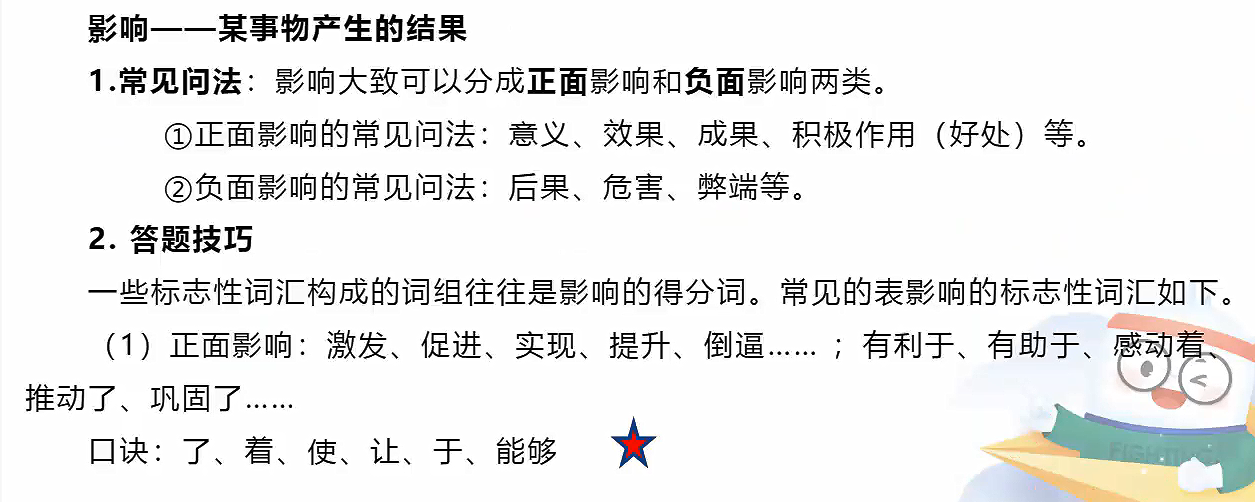 影响——某事物产生的结果
1.常见问法：影响大致可以分成正面影响和负面影响两类。
①正面影响的常见问法：意义、效果、成果、积极作用（好处）等。
②负面影响的常见问法：后果、危害、弊端等。
2. 答题技巧
一些标志性词汇构成的词组往往是影响的得分词。常见的表影响的标志性词汇如下。
（1）正面影响：激发、促进、实现、提升、倒逼…… ；有利于、有助于、感动着、
推动了、巩固了……
口诀：了、着、使、让、于、能够